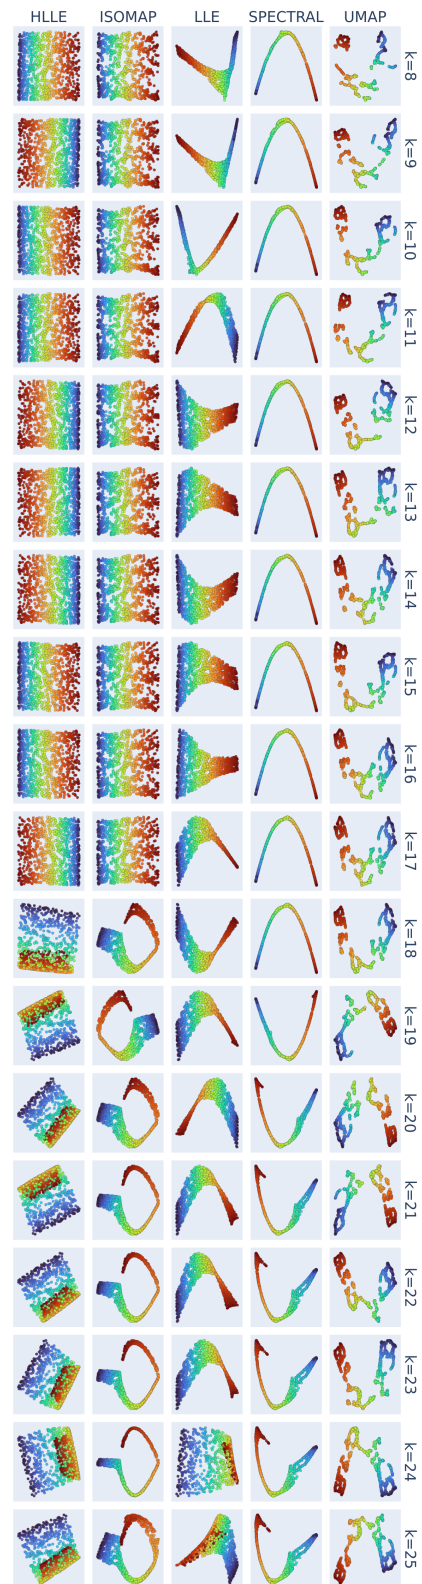 HLLE ISOMAP LLE SPECTRAL UMAP
k=8
k=9
k=10
k=11
k=12
k=13
k=14
k=15
k=16
k=17
k=18
k=19
k=20
k=21
k=22
k=23
k=24
k=25